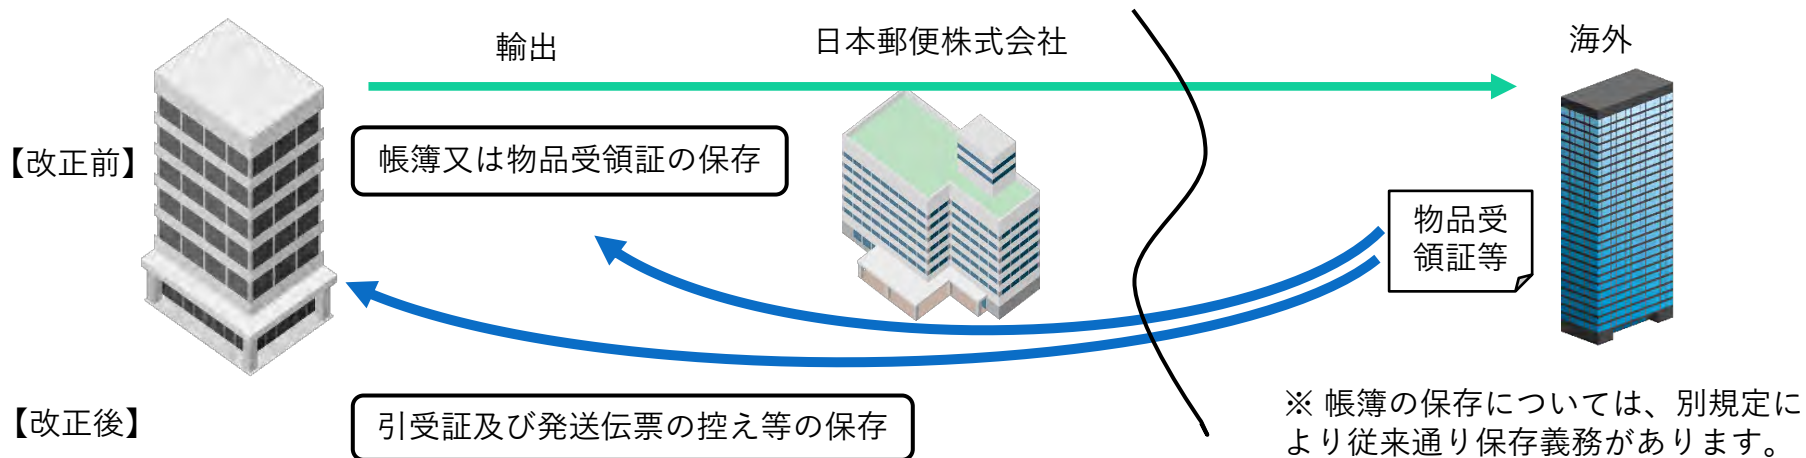 輸出
日本郵便株式会社
海外
【改正前】
帳簿又は物品受領証の保存
物品受
領証等
【改正後】
引受証及び発送伝票の控え等の保存
※ 帳簿の保存については、別規定に
より従来通り保存義務があります。